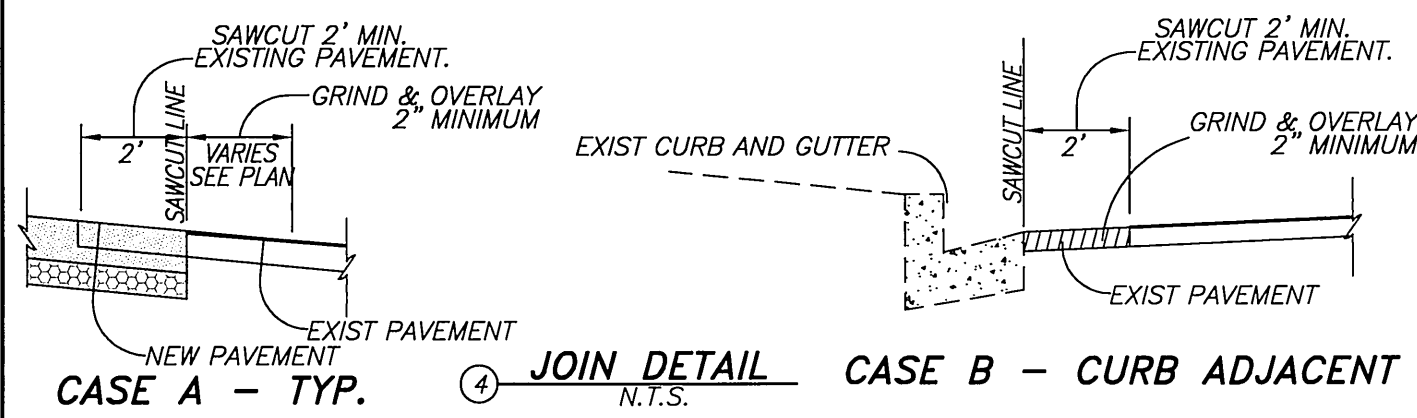 SAWCUT 2' MIN.
EXISTING PAVEMENT.
GRIND & OVERLAY
2" MINIMUM
2'
SAWCUT LINE
VARIES
SEE PLAN
EXIST PAVEMENT
NEW PAVEMENT
CASE A - TYP.
4
JOIN DETAIL
N.T.S.
SAWCUT 2' MIN.
EXISTING PAVEMENT.
SAWCUT LINE
2'
GRIND & OVERLAY
2" MINIMUM
EXIST CURB AND GUTTER
EXIST PAVEMENT
CASE B - CURB ADJACENT